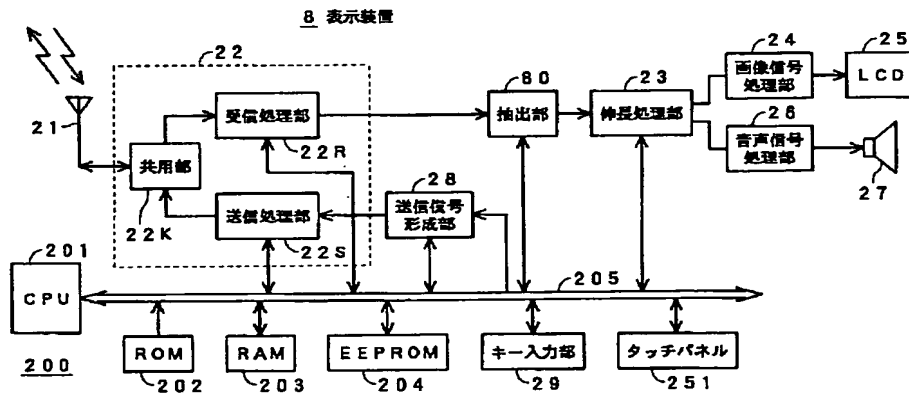 8 表示装置
22
24
25
画像信号
処理部
LCD
80
23
受信処理部
抽出部
伸長処理部
26
音声信号
処理部
21
22R
共用部
28
27
送信処理部
送信信号
形成部
22K
22S
201
CPU
205
ROM
RAM
EEPROM
キー入力部
タッチパネル
200
202
203
204
29
251